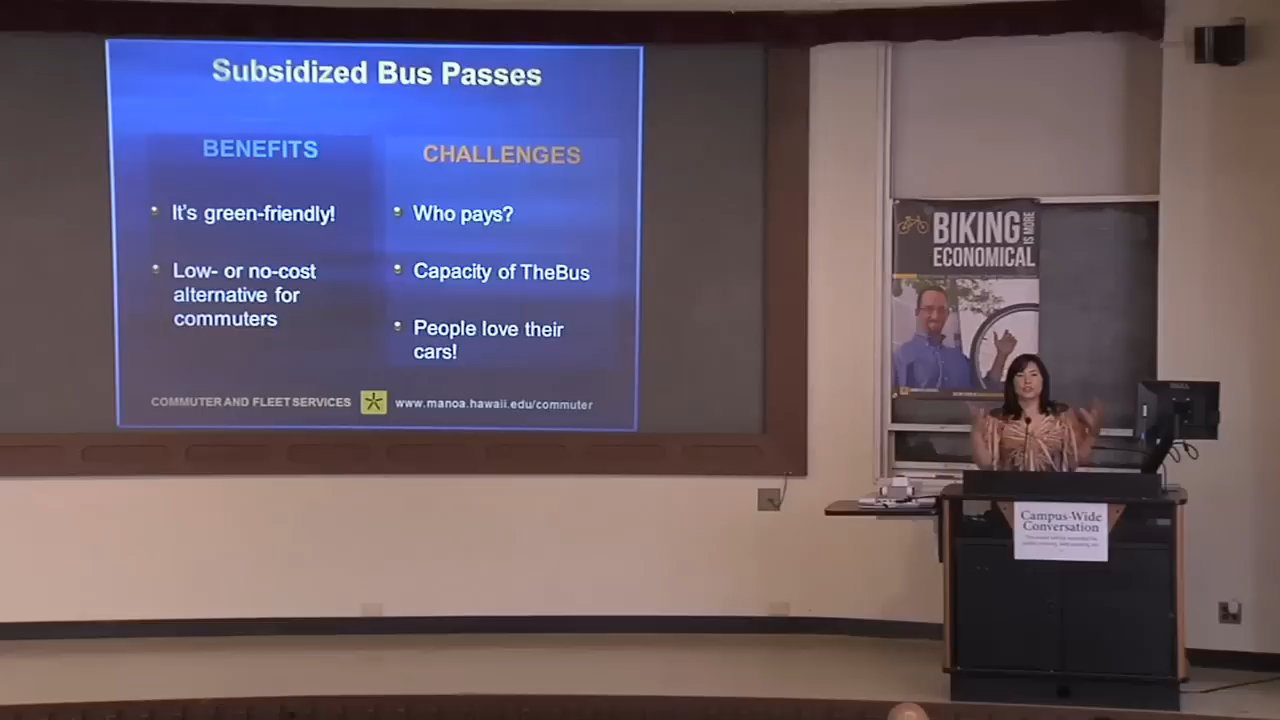 Subsidized Bus Passes
BENEFITS
It's green-friendly!
Low- or no-cost
alternative for
commuters
CHALLENGES
Who pays?
Capacity of TheBus
People love their
cars!
COMMUTER AND FLEET SERVICES
www.manoa.hawaii.edu/commuter
BIKING
IS MORE
ECONOMICAL
DELL
Campus-Wide
Conversation